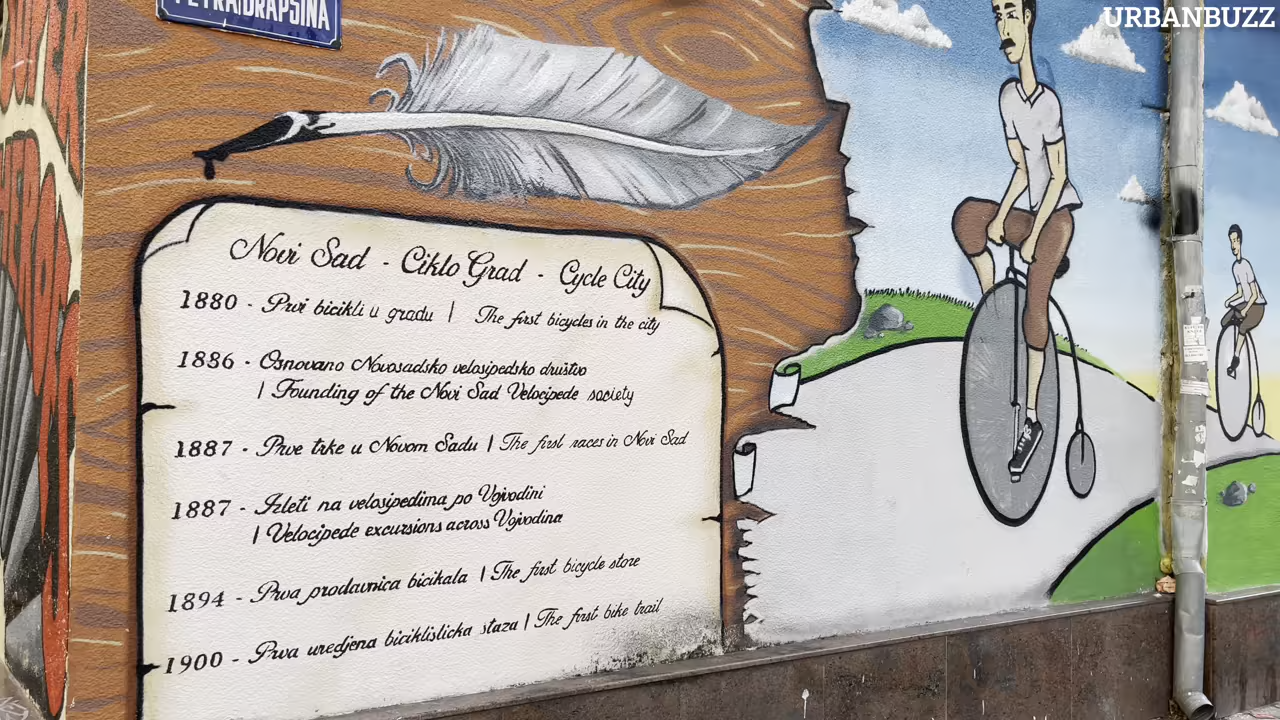 PETRA DRAPŠINA
URBANBUZZ
Novi Sad - Ciklo Grad - Cycle City
1880 - Prvi bicikli u gradu | The first bicycles in the city
1886 - Osnovano Novosadsko velosipedsko društvo
| Founding of the Novi Sad Velocipede society
1887 - Prve trke u Novom Sadu | The first races in Novi Sad
1887 - Izleti na velosipedima po Vojvodini
| Velocipede excursions across Vojvodina
1894 - Prva prodavnica bicikala | The first bicycle store
1900 - Prva uredjena biciklisticka staza | The first bike trail